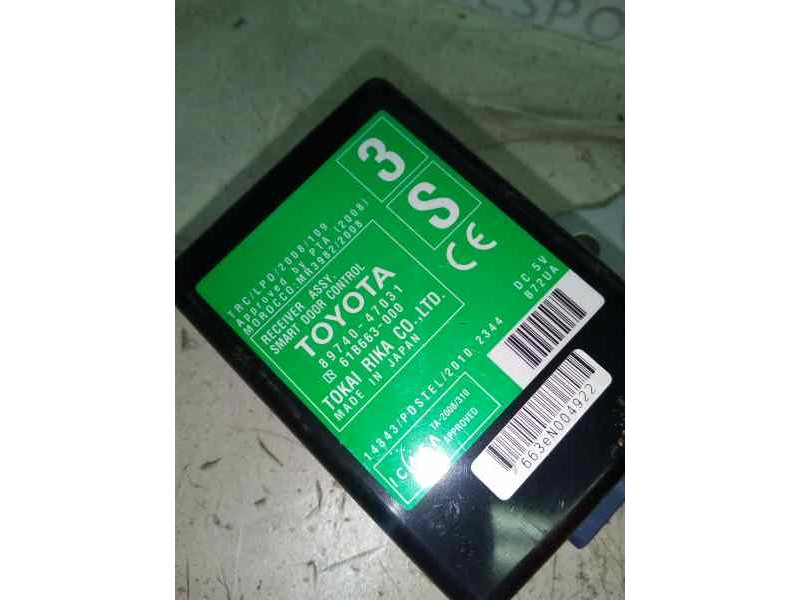 3
S
CE
TRC/LPD/2008/109
Approved by PTA (2008)
MOROCCO:MR3982/2008
RECEIVER ASSY.
SMART DOOR CONTROL
TOYOTA
89740-47031
61B663-000
TOKAI RIKA CO.,LTD.
MADE IN JAPAN
DC 5V
B72UA
2344
14843/POSTEL/2010
TA-2008/310
APPROVED
663eN004922